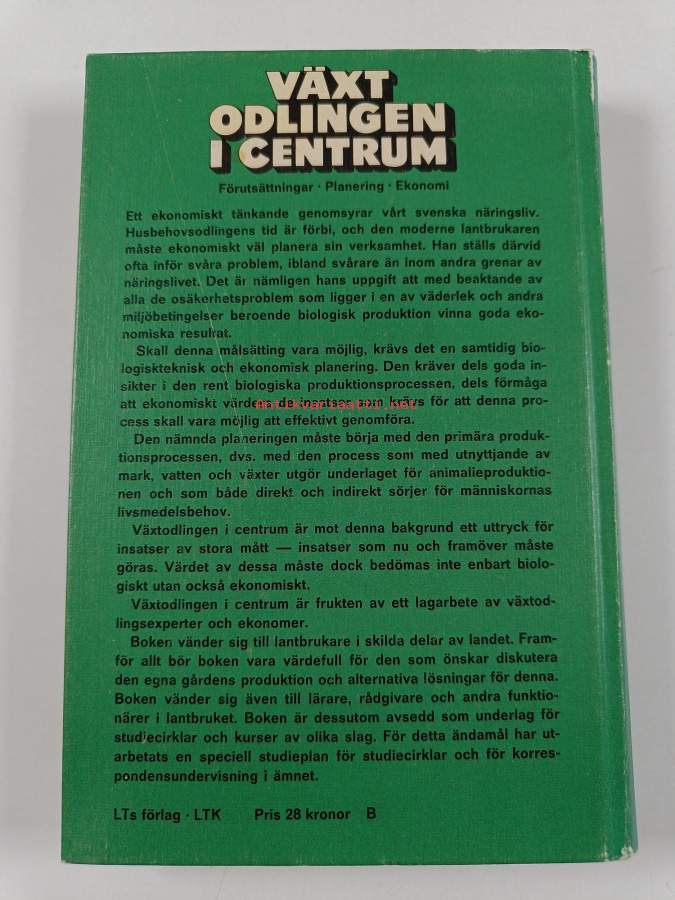 VÄXT
ODLINGEN
I CENTRUM
Förutsättningar · Planering · Ekonomi
Ett ekonomiskt tänkande genomsyrar vårt svenska näringsliv.
Husbehovsodlingens tid är förbi, och den moderne lantbrukaren
måste ekonomiskt väl planera sin verksamhet. Han ställs därvid
ofta inför svåra problem, ibland svårare än inom andra grenar av
näringslivet. Det är nämligen hans uppgift att med beaktande av
alla de osäkerhetsproblem som ligger i en av väderlek och andra
miljöbetingelser beroende biologisk produktion vinna goda eko-
nomiska resultat.
Skall denna målsätting vara möjlig, krävs det en samtidig bio-
logiskteknisk och ekonomisk planering. Den kräver dels goda in-
sikter i den rent biologiska produktionsprocessen, dels förmåga
att ekonomiskt värdera de insatser som krävs för att denna pro-
antikvariaatti.net
cess skall vara möjlig att effektivt genomföra.
Den nämnda planeringen måste börja med den primära produk-
tionsprocessen, dvs. med den process som med utnyttjande av
mark, vatten och växter utgör underlaget för animalieproduktio-
nen och som både direkt och indirekt sörjer för människornas
livsmedelsbehov.
Växtodlingen i centrum är mot denna bakgrund ett uttryck för
insatser av stora mått — insatser som nu och framöver måste
göras. Värdet av dessa måste dock bedömas inte enbart biolo-
giskt utan också ekonomiskt.
Växtodlingen i centrum är frukten av ett lagarbete av växtod-
lingsexperter och ekonomer.
Boken vänder sig till lantbrukare i skilda delar av landet. Fram-
för allt bör boken vara värdefull för den som önskar diskutera
den egna gårdens produktion och alternativa lösningar för denna.
Boken vänder sig även till lärare, rådgivare och andra funktio-
närer i lantbruket. Boken är dessutom avsedd som underlag för
studiecirklar och kurser av olika slag. För detta ändamål har ut-
arbetats en speciell studieplan för studiecirklar och för korres-
pondensundervisning i ämnet.
LTs förlag · LTK Pris 28 kronor B